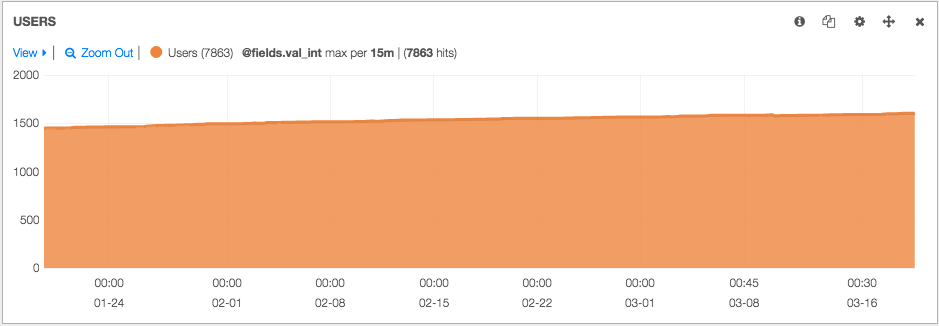 USERS
View | Zoom Out | Users (7863) @fields.val_int max per 15m | (7863 hits)
2000
1500
1000
500
0
00:00 00:00 00:00 00:00 00:00 00:00 00:45 00:30
01-24 02-01 02-08 02-15 02-22 03-01 03-08 03-16